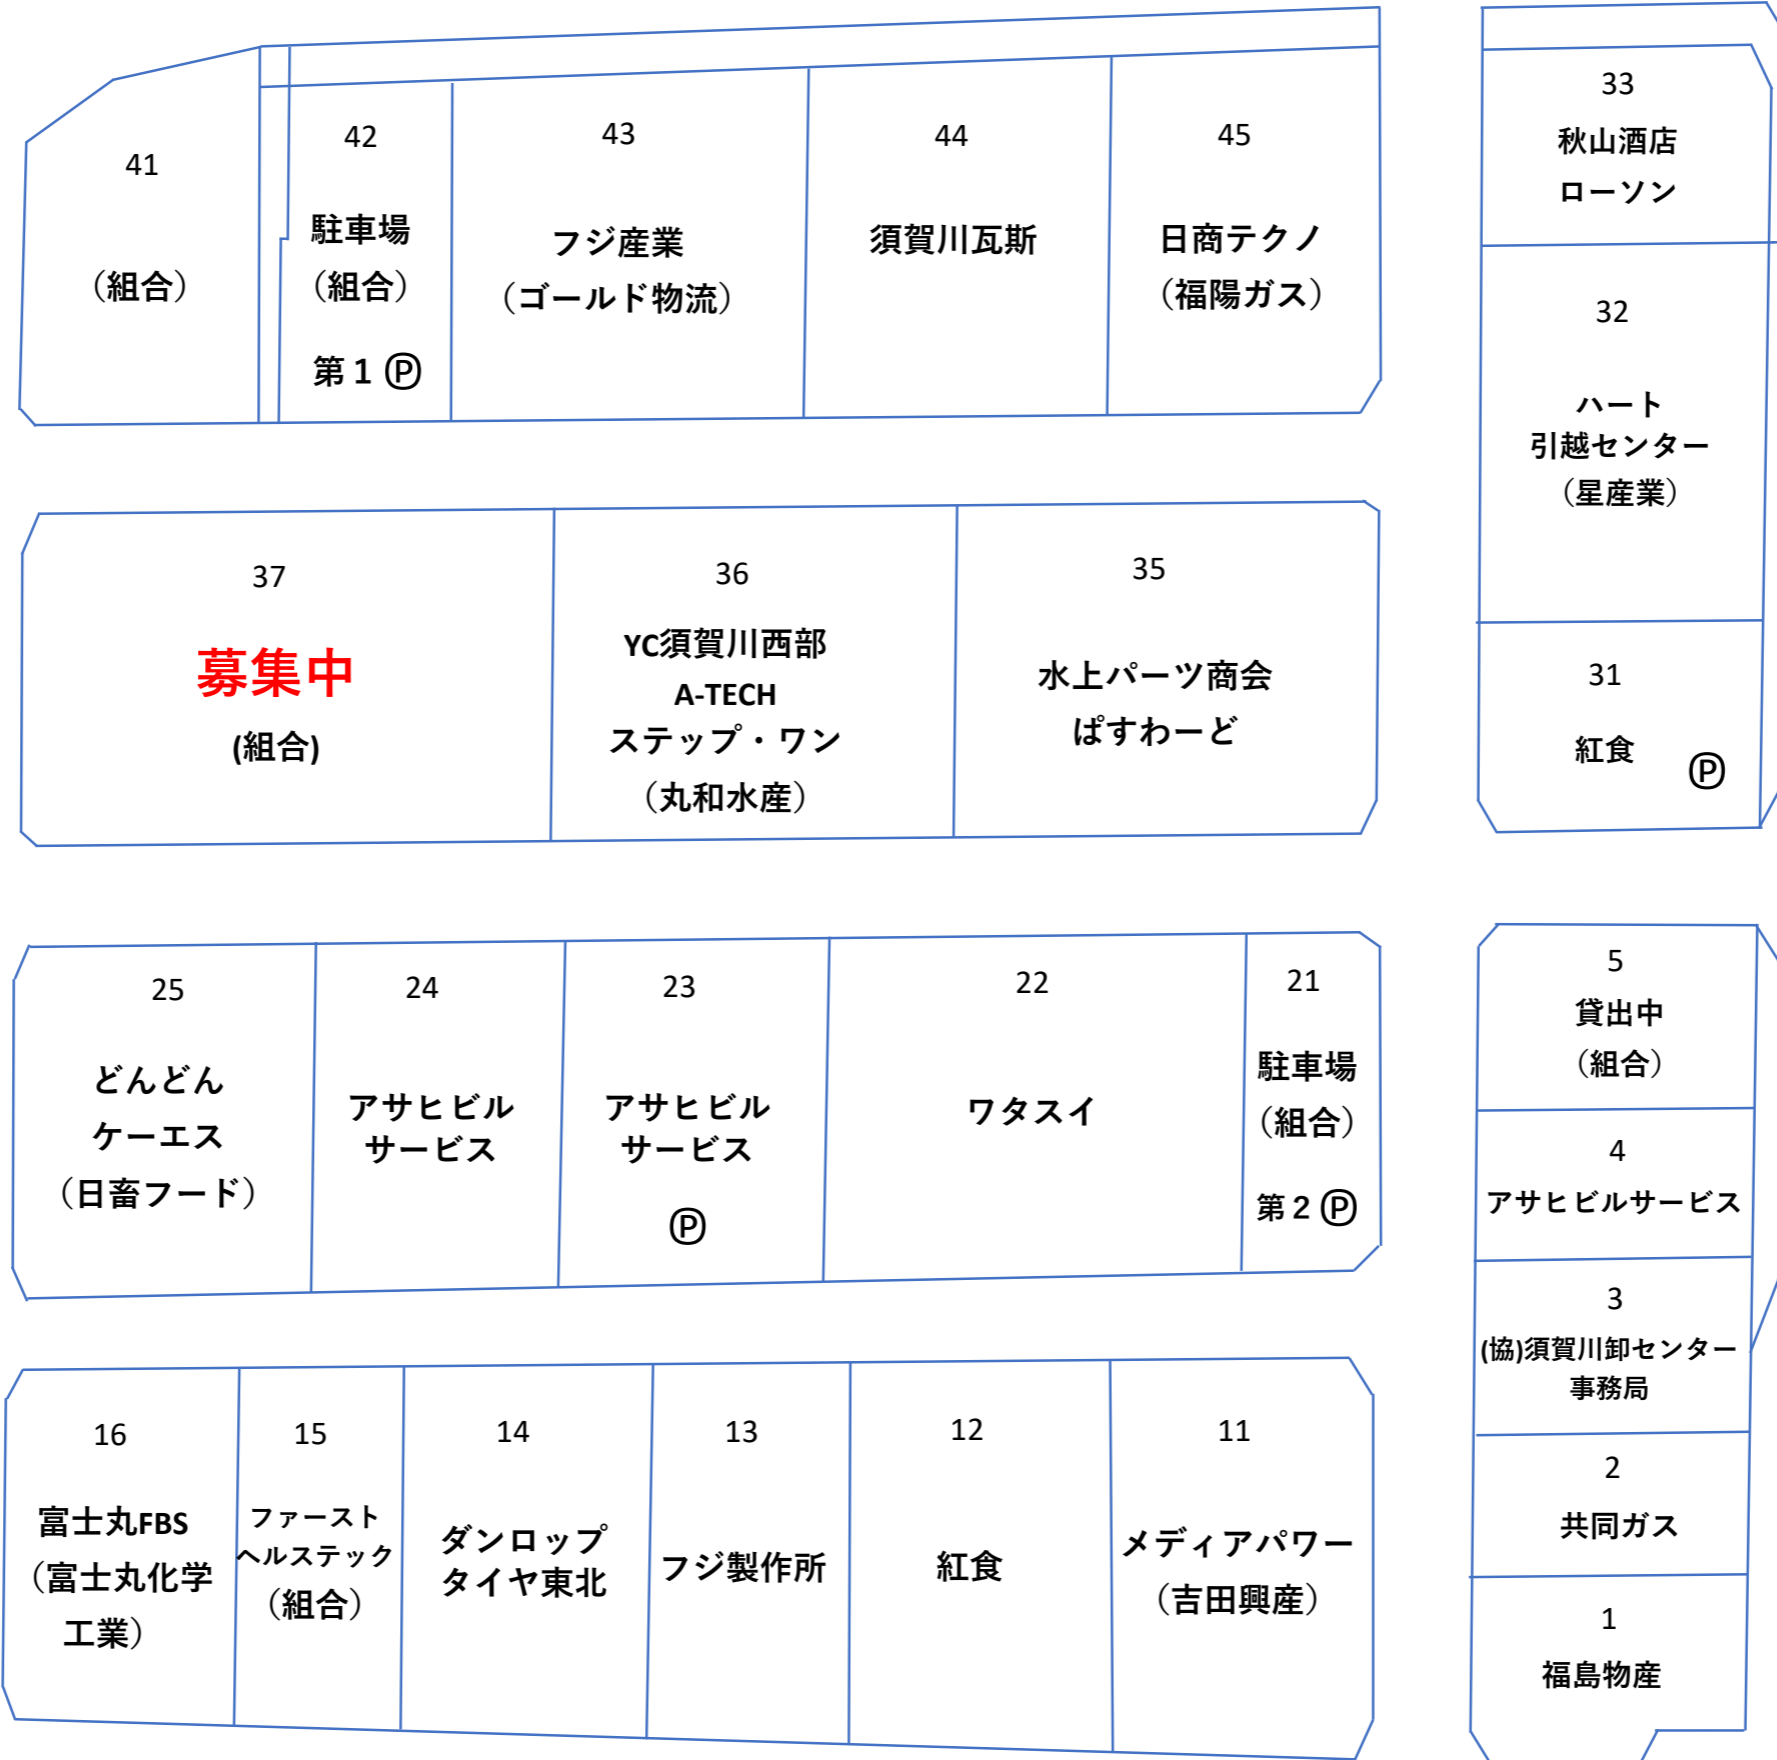 41
（組合）
42
駐車場
（組合）
第１Ⓟ
43
フジ産業
（ゴールド物流）
44
須賀川瓦斯
45
日商テクノ
（福陽ガス）
33
秋山酒店
ローソン
32
ハート
引越センター
（星産業）
31
紅食
Ⓟ
37
募集中
(組合)
36
YC須賀川西部
A-TECH
ステップ・ワン
（丸和水産）
35
水上パーツ商会
ぱすわーど
25
どんどん
ケーエス
（日畜フード）
24
アサヒビル
サービス
23
アサヒビル
サービス
Ⓟ
22
ワタスイ
21
駐車場
（組合）
第２Ⓟ
5
貸出中
（組合）
4
アサヒビルサービス
3
(協)須賀川卸センター
事務局
2
共同ガス
1
福島物産
16
富士丸FBS
（富士丸化学
工業）
15
ファースト
ヘルステック
（組合）
14
ダンロップ
タイヤ東北
13
フジ製作所
12
紅食
11
メディアパワー
（吉田興産）